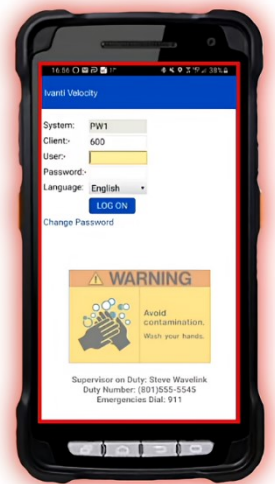 16:56 38%
Ivanti Velocity
System: PW1
Client:* 600
User:*
Password:*
Language: English
LOG ON
Change Password
WARNING
Avoid
contamination.
Wash your hands.
Supervisor on Duty: Steve Wavelink
Duty Number: (801)555-5545
Emergencies Dial: 911